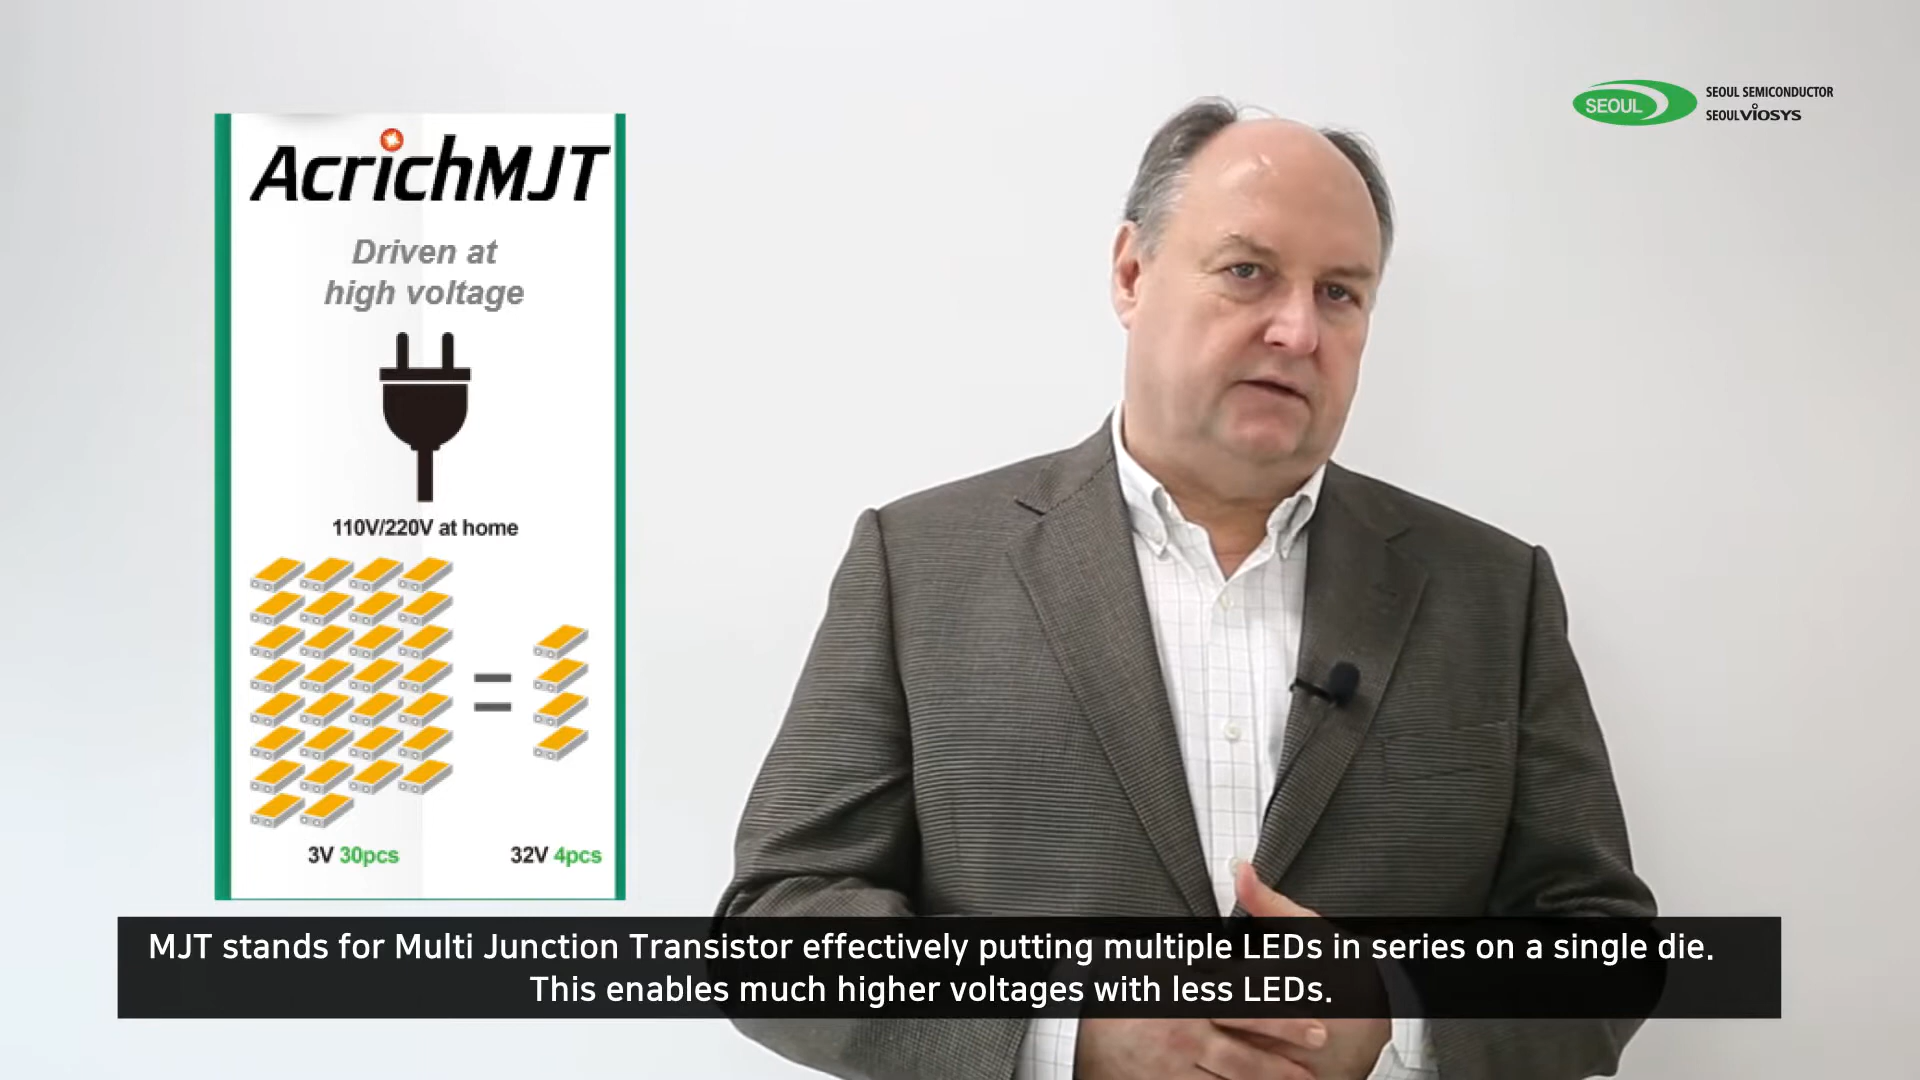 AcrichMJT
Driven at
high voltage
110V/220V at home
3V 30pcs
32V 4pcs
SEOUL
SEOUL SEMICONDUCTOR
SEOUL VIOSYS
MJT stands for Multi Junction Transistor effectively putting multiple LEDs in series on a single die.
This enables much higher voltages with less LEDs.